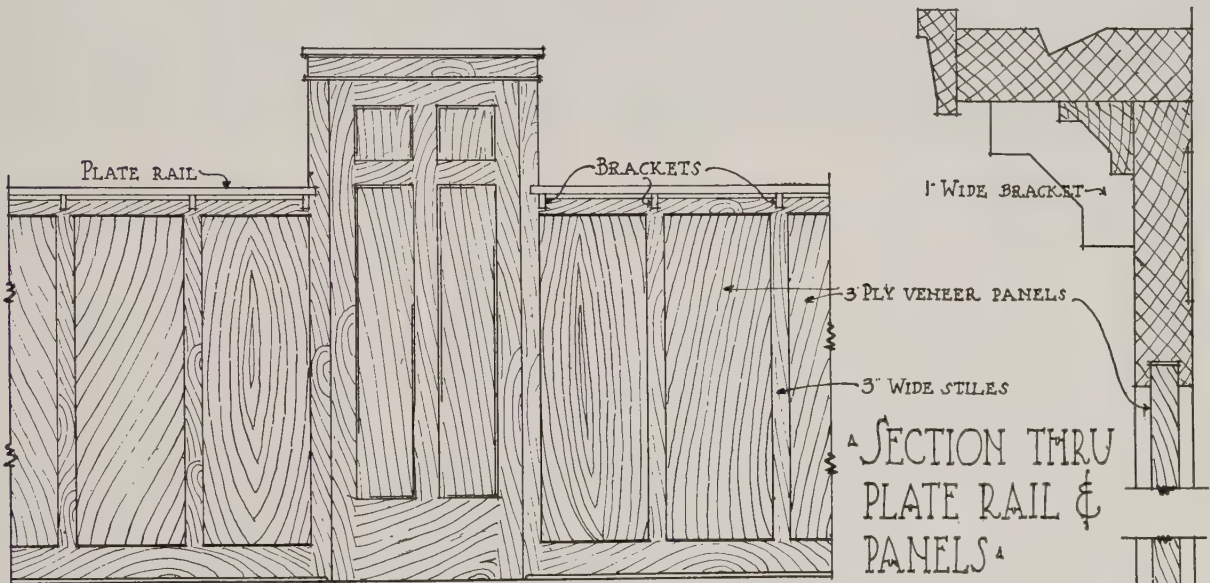 PLATE RAIL
BRACKETS
1" WIDE BRACKET
3 PLY VENEER PANELS
3" WIDE STILES
SECTION THRU
PLATE RAIL &
PANELS